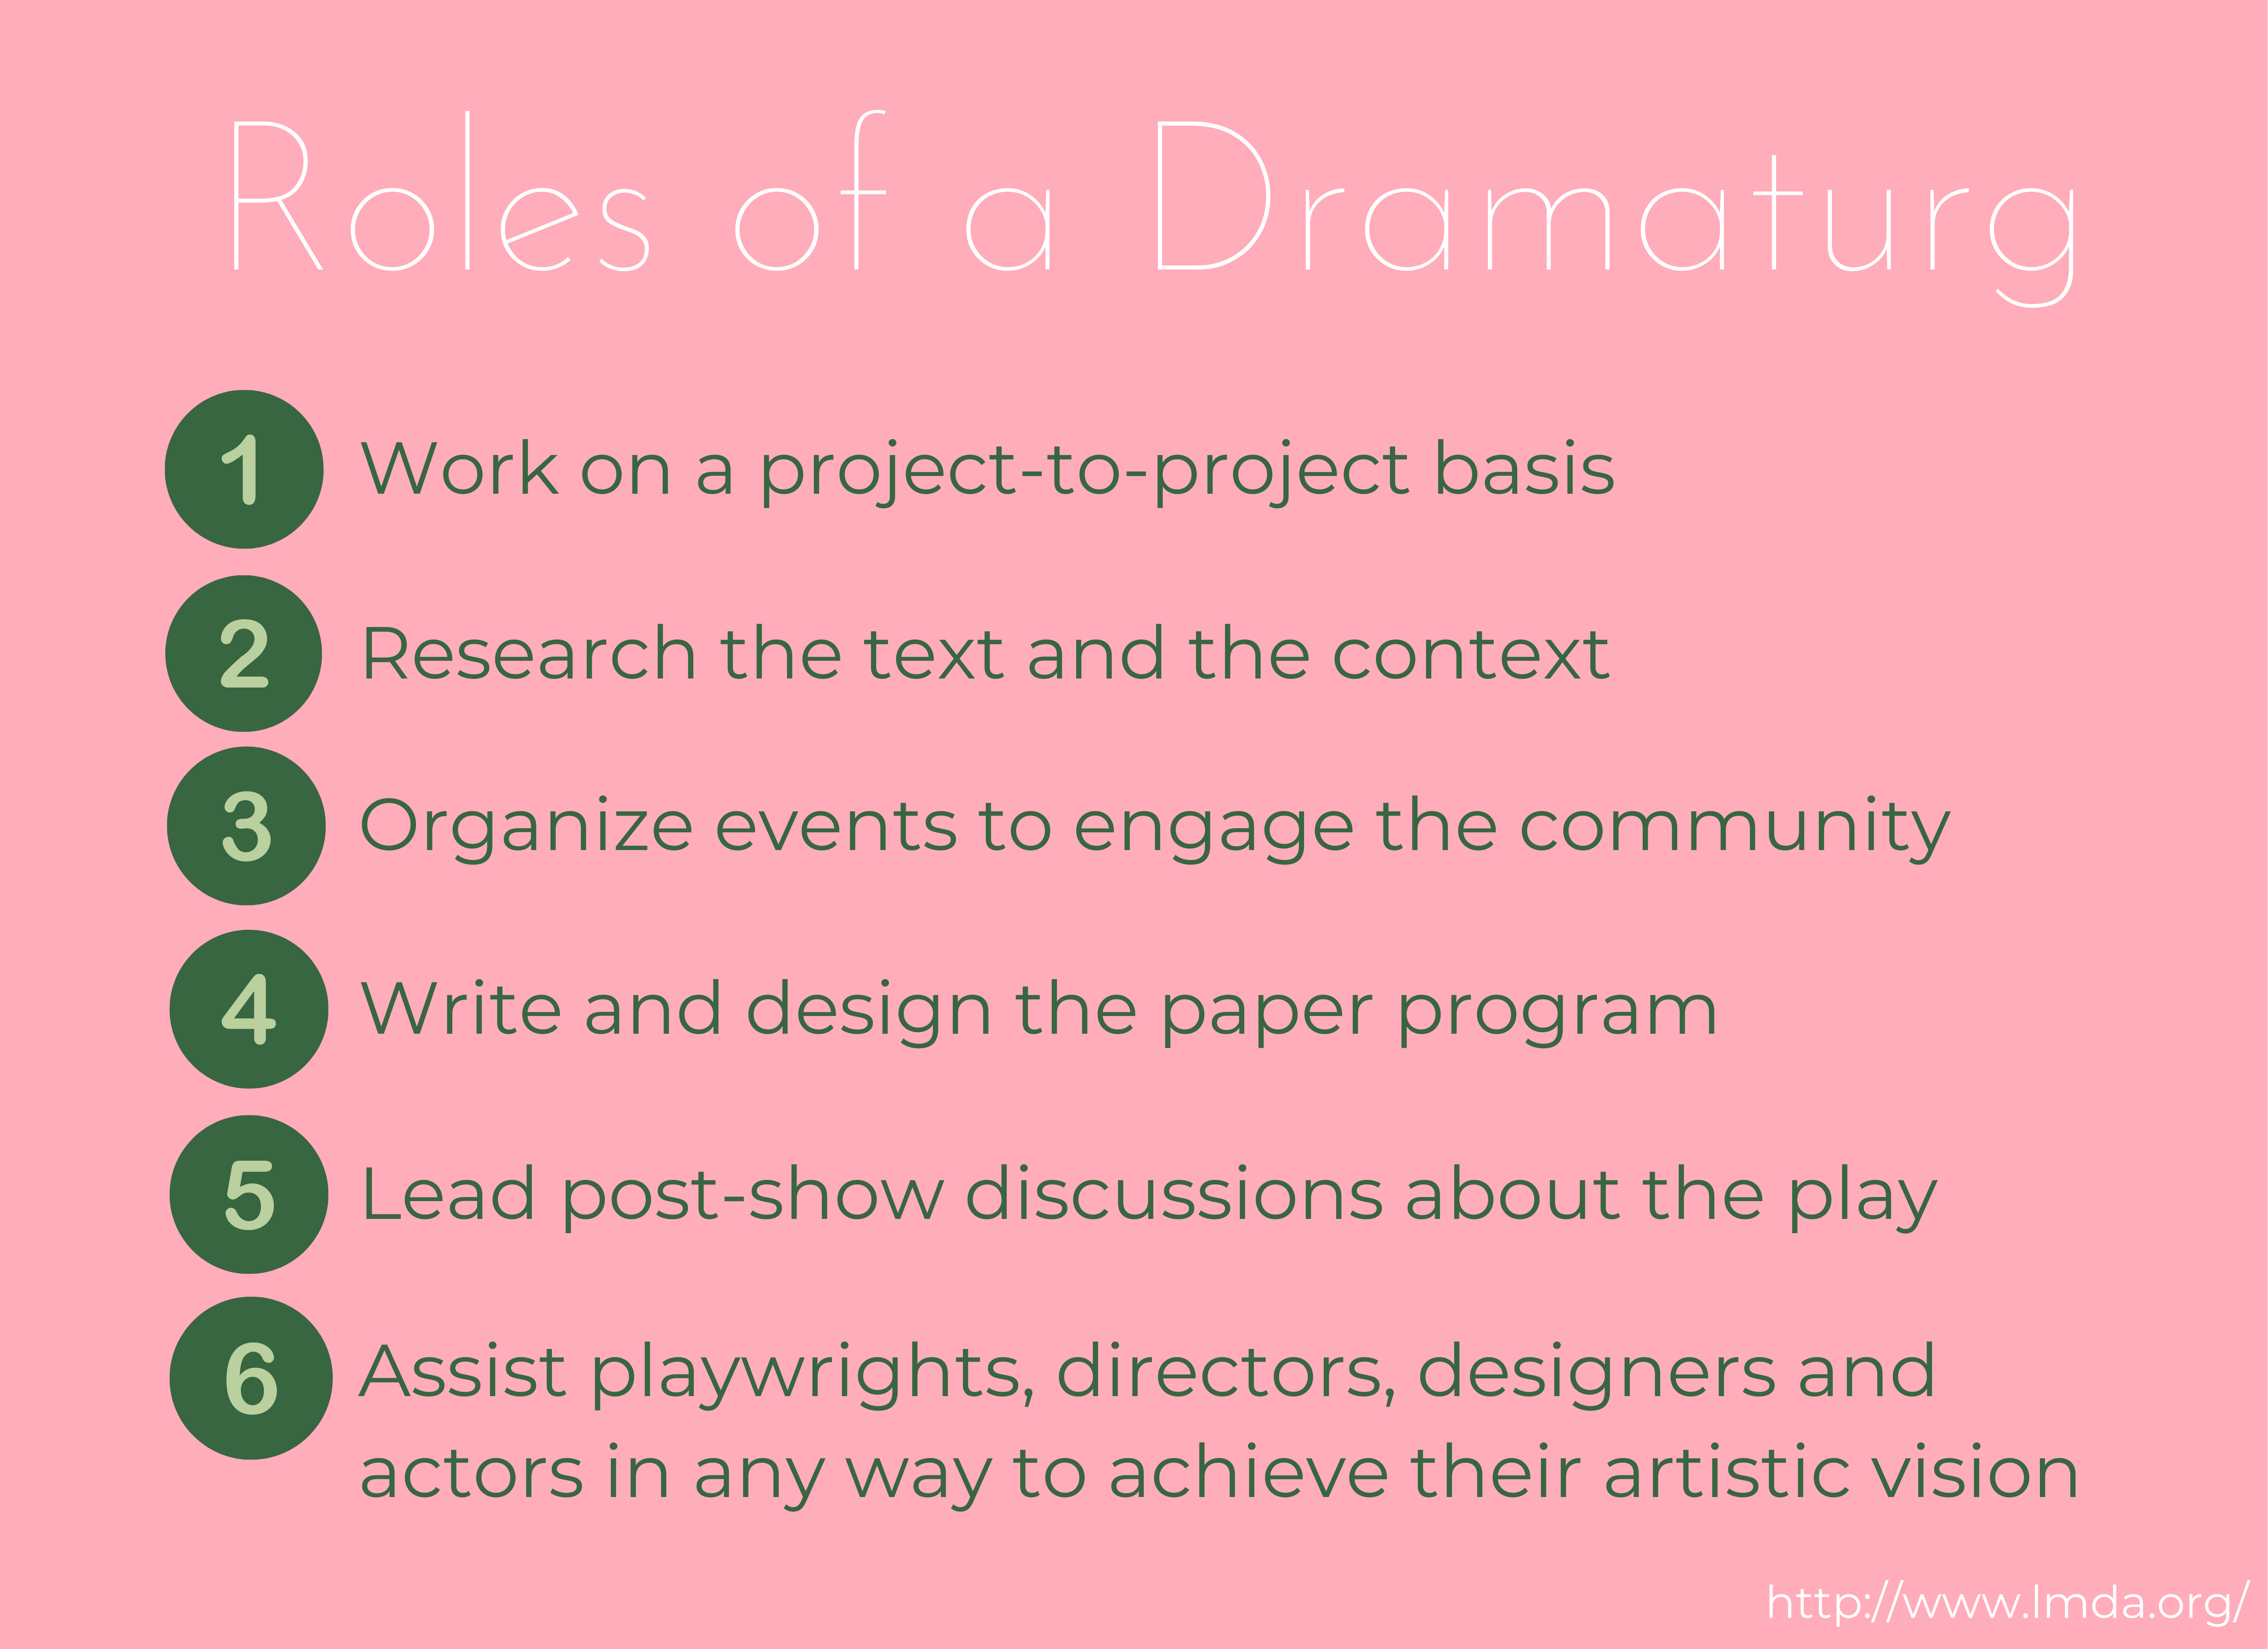 Roles of a Dramaturg
1 Work on a project-to-project basis
2 Research the text and the context
3 Organize events to engage the community
4 Write and design the paper program
5 Lead post-show discussions about the play
6 Assist playwrights, directors, designers and
actors in any way to achieve their artistic vision
http://www.lmda.org/